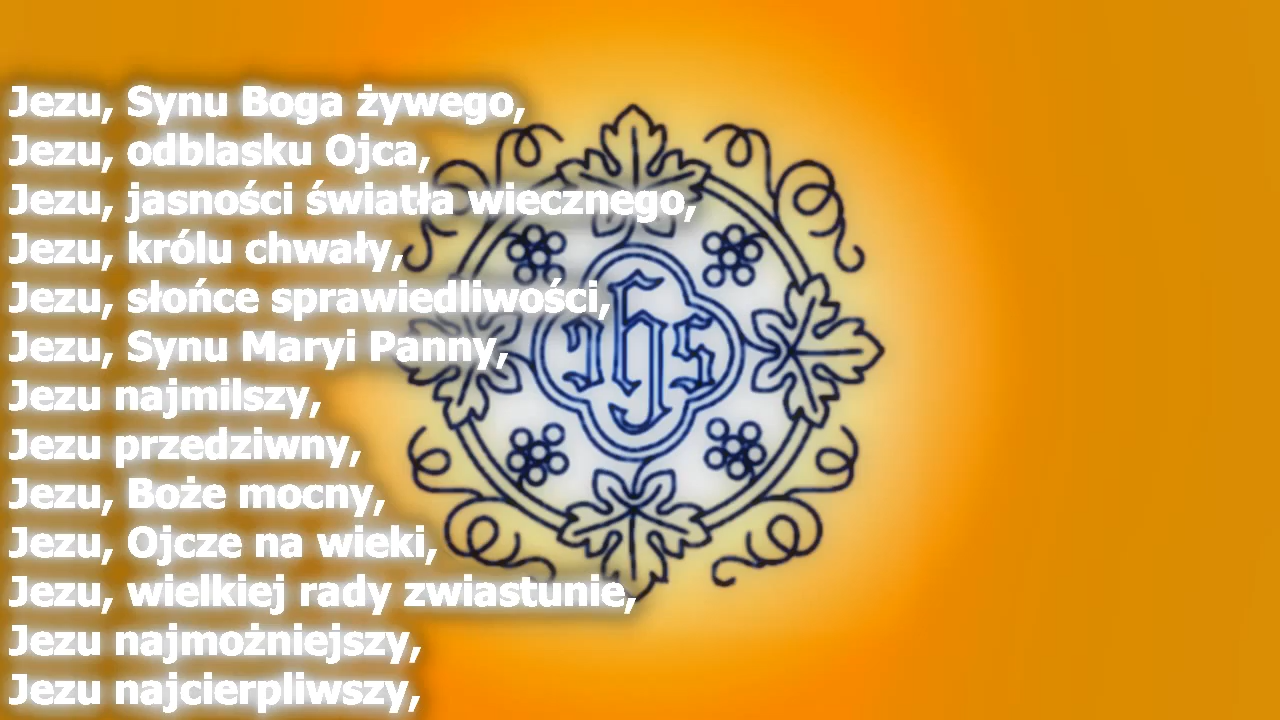 Jezu, Synu Boga żywego,
Jezu, odblasku Ojca,
Jezu, jasności światła wiecznego,
Jezu, królu chwały,
Jezu, słońce sprawiedliwości,
Jezu, Synu Maryi Panny,
Jezu najmilszy,
Jezu przedziwny,
Jezu, Boże mocny,
Jezu, Ojcze na wieki,
Jezu, wielkiej rady zwiastunie,
Jezu najmożniejszy,
Jezu najcierpliwszy,
ihs